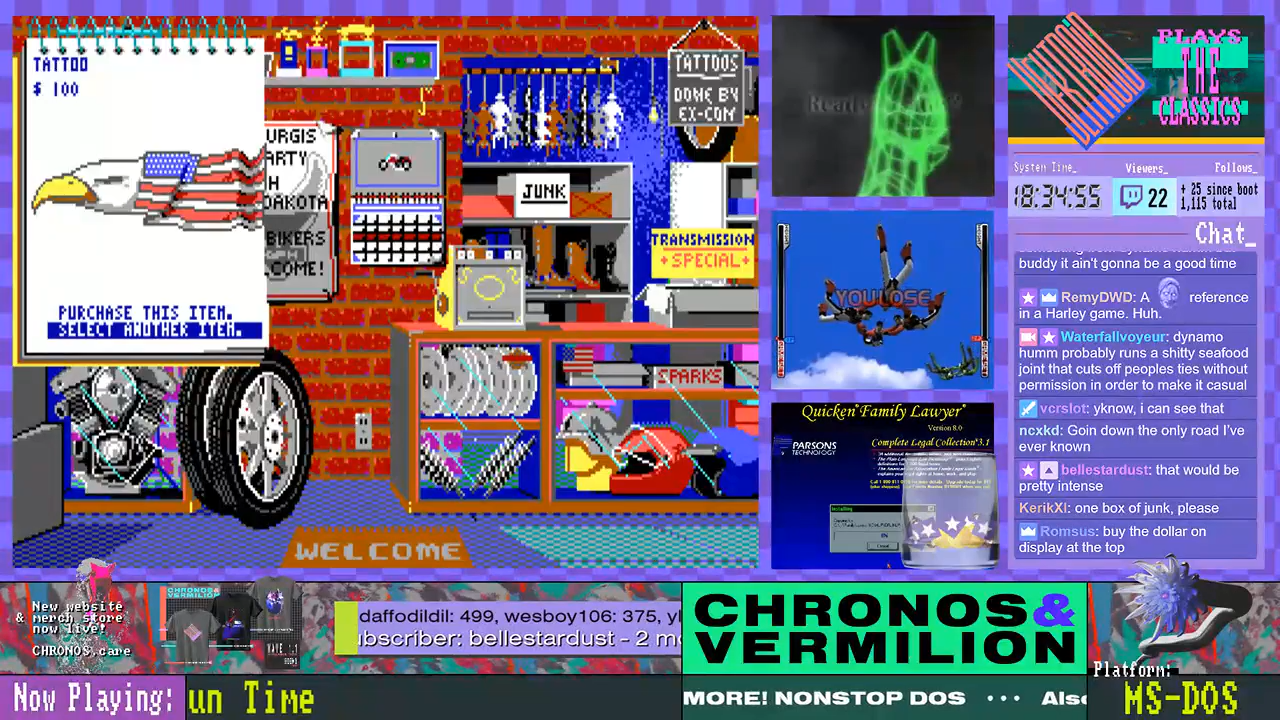 TATTOO
$ 100
PURCHASE THIS ITEM.
SELECT ANOTHER ITEM.
URGIS
ARTY
H
DAKOTA
BIKERS
COME!
JUNK
TATTOOS
DONE BY
EX-CON
TRANSMISSION
SPECIAL
SPARKS
WELCOME
YOU LOSE
Quicken Family Lawyer
Version 8.0
PARSONS
TECHNOLOGY
Complete Legal Collection 3.1
Installing
PLAYS
THE
CLASSICS
System Time_
Viewers_
Follows_
18:34:55
22
+ 25 since boot
1,115 total
Chat_
buddy it ain't gonna be a good time
RemyDWD: A reference
in a Harley game. Huh.
Waterfallvoyeur: dynamo
humm probably runs a shitty seafood
joint that cuts off peoples ties without
permission in order to make it casual
vcrslot: yknow, i can see that
ncxkd: Goin down the only road I've
ever known
bellestardust: that would be
pretty intense
KerikXI: one box of junk, please
Romsus: buy the dollar on
display at the top
New website
& merch store
now live!
CHRONOS.care
CHRONOS
& VERMILION
daffodildil: 499, wesboy106: 375, yl
ubscriber: bellestardust - 2 mo
CHRONOS&
VERMILION
Platform:
MS-DOS
Now Playing:
un Time
MORE! NONSTOP DOS ··· Also